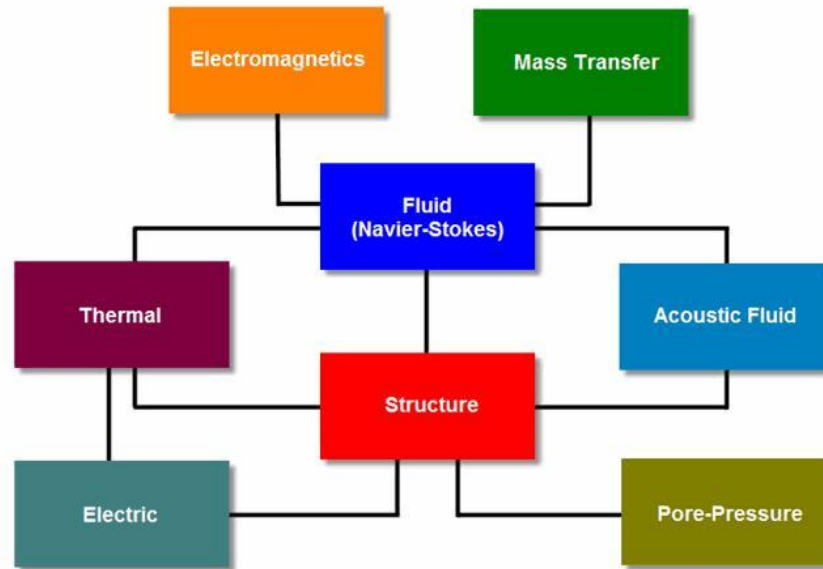 Electromagnetics
Mass Transfer
Fluid
(Navier-Stokes)
Thermal
Acoustic Fluid
Structure
Electric
Pore-Pressure